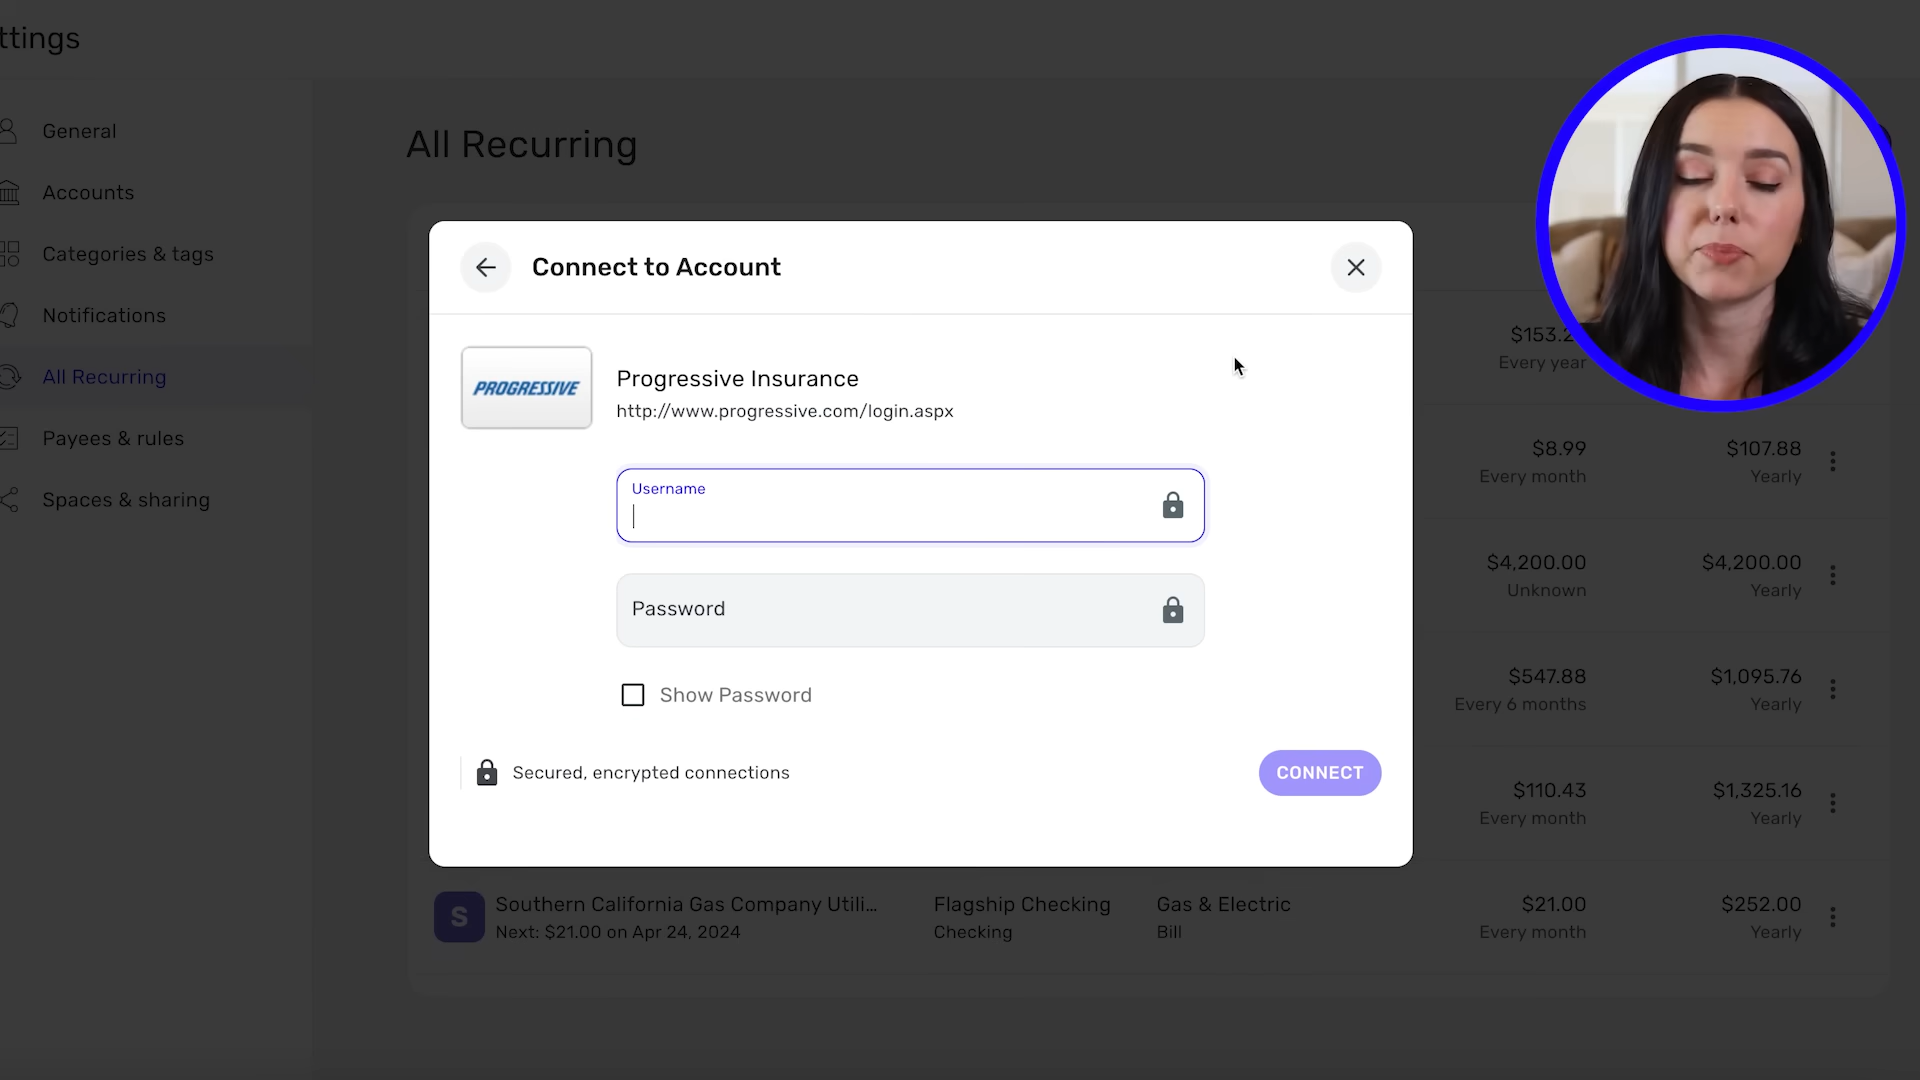 ttings
General
Accounts
Categories & tags
Notifications
All Recurring
Payees & rules
Spaces & sharing
All Recurring
Connect to Account
PROGRESSIVE
Progressive Insurance
http://www.progressive.com/login.aspx
Username
Password
Show Password
Secured, encrypted connections
CONNECT
$153.2
Every year
$8.99 $107.88
Every month Yearly
$4,200.00 $4,200.00
Unknown Yearly
$547.88 $1,095.76
Every 6 months Yearly
$110.43 $1,325.16
Every month Yearly
S
Southern California Gas Company Utili... Flagship Checking Gas & Electric $21.00 $252.00
Next: $21.00 on Apr 24, 2024 Checking Bill Every month Yearly